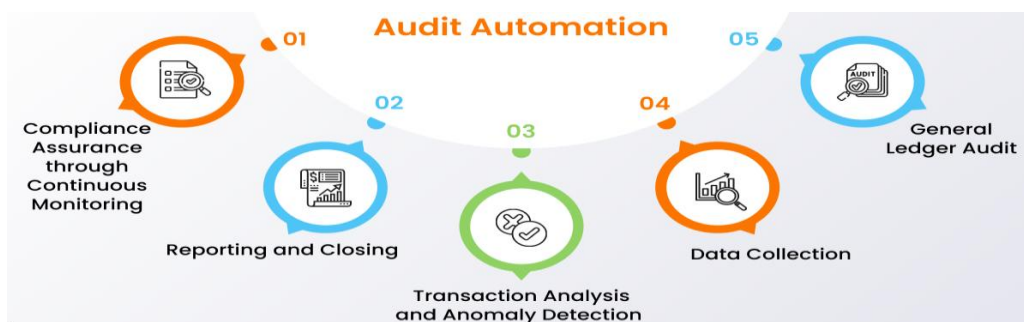 Audit Automation
01
Compliance
Assurance
through
Continuous
Monitoring
02
$
Reporting and Closing
03
Transaction Analysis
and Anomaly Detection
04
Data Collection
05
AUDIT
General
Ledger Audit